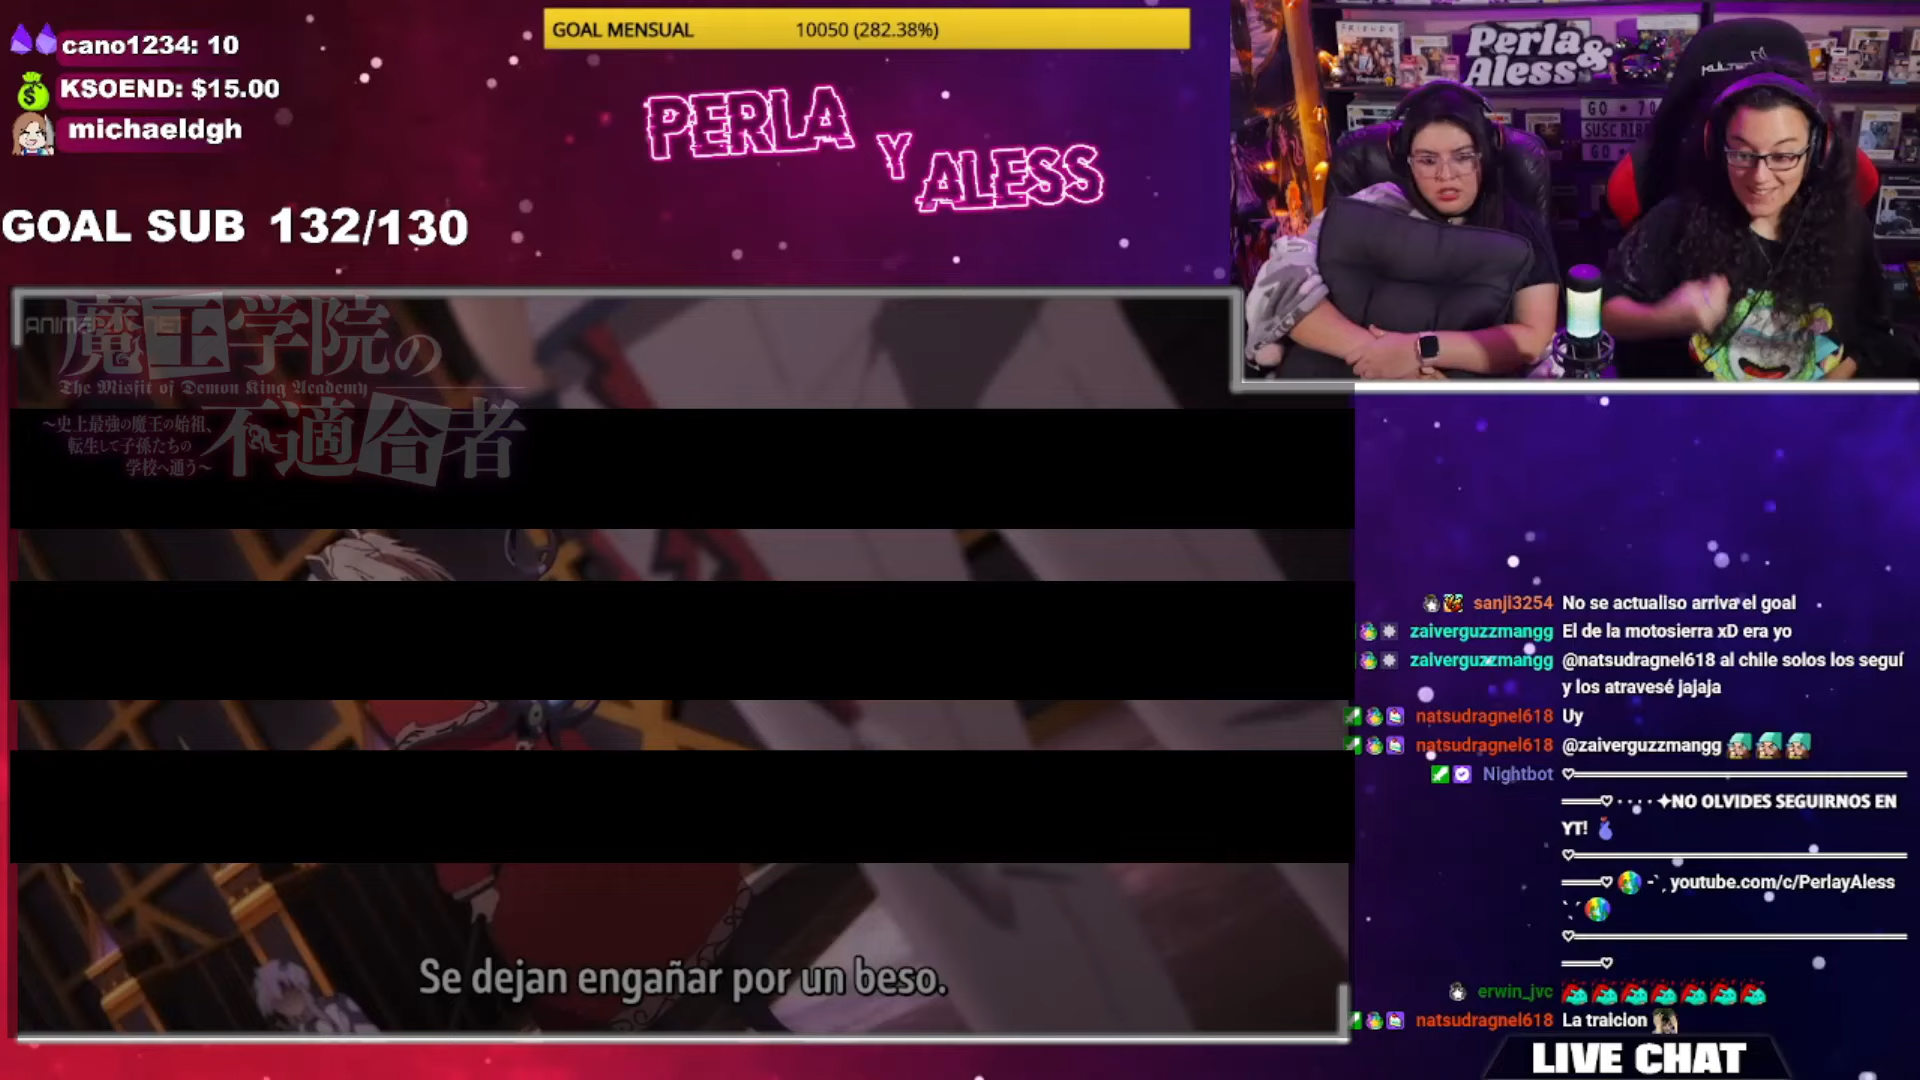 cano1234: 10
KSOEND: $15.00
michaeldgh
GOAL SUB 132/130
GOAL MENSUAL 10050 (282.38%)
PERLA
Y
ALESS
FRIENDS
Perla &
Aless
GO
SUSCRIB
GO
魔王学院の
The Misfit of Demon King Academy
不適合者
～史上最強の魔王の始祖、
転生して子孫たちの
学校へ通う～
Se dejan engañar por un beso.
sanji3254 No se actualiso arriva el goal
zaiverguzzmangg El de la motosierra xD era yo
zaiverguzzmangg @natsudragnel618 al chile solos los seguí
y los atravesé jajaja
natsudragnel618 Uy
natsudragnel618 @zaiverguzzmangg
Nightbot
NO OLVIDES SEGUIRNOS EN
YT!
youtube.com/c/PerlayAless
erwin_jvc
natsudragnel618 La traicion
LIVE CHAT